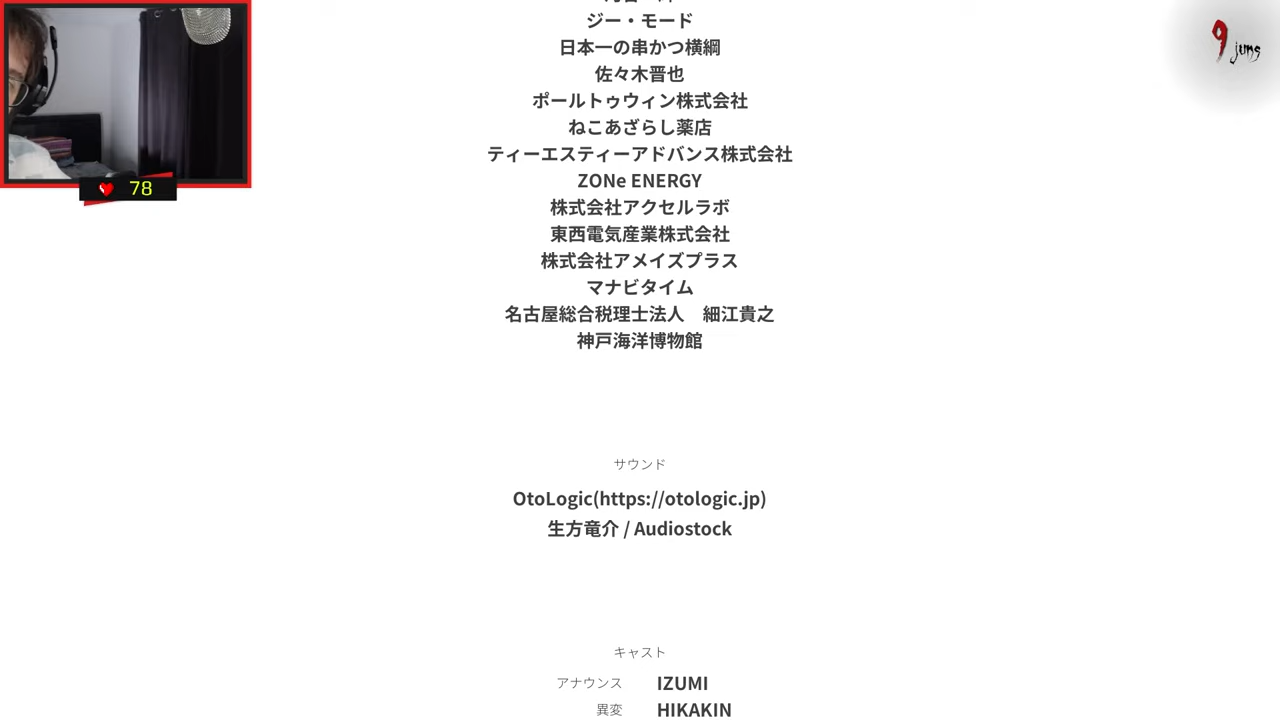 ジー・モード
日本一の串かつ横綱
佐々木晋也
ポールトゥウィン株式会社
ねこあざらし薬店
ティーエスティーアドバンス株式会社
ZONe ENERGY
株式会社アクセルラボ
東西電気産業株式会社
株式会社アメイズプラス
マナビタイム
名古屋総合税理士法人　細江貴之
神戸海洋博物館
78
9 jung
サウンド
OtoLogic(https://otologic.jp)
生方竜介 / Audiostock
キャスト
アナウンス IZUMI
異変 HIKAKIN